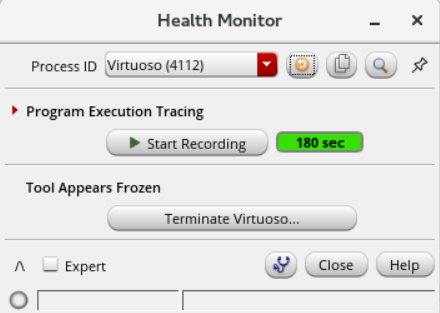 Health Monitor
Process ID Virtuoso (4112)
Program Execution Tracing
Start Recording 180 sec
Tool Appears Frozen
Terminate Virtuoso...
Expert Close Help